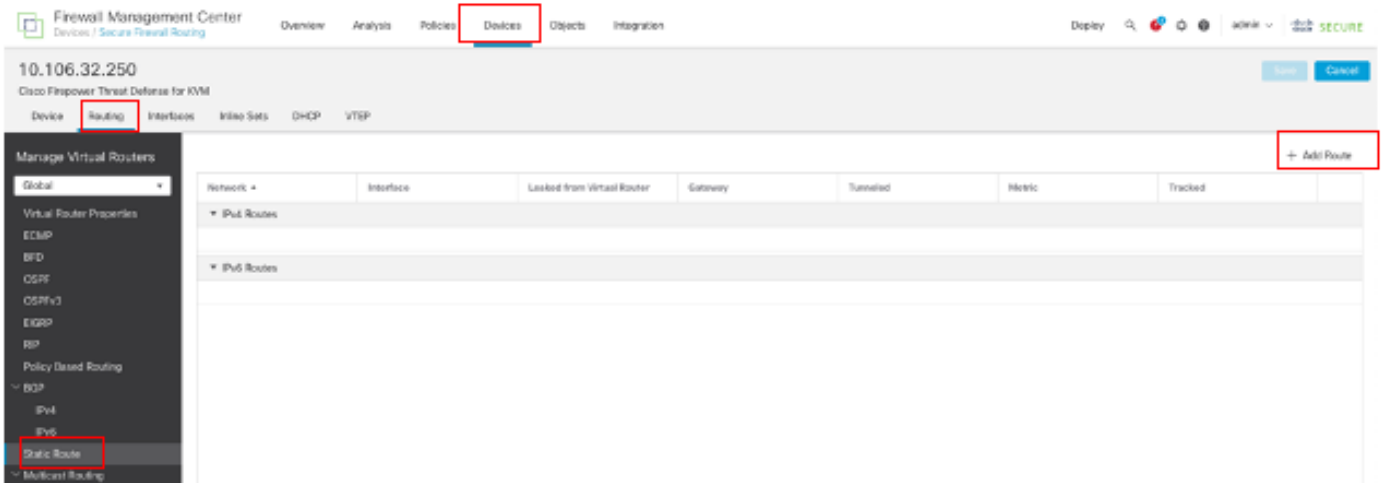 Firewall Management Center
Devices / Secure Firewall Routing
Overview Analysis Policies Devices Objects Integration Deploy admin SECURE
10.106.32.250
Cisco Firepower Threat Defense for KVM
Save Cancel
Device Routing Interfaces Inline Sets DHCP VTEP
Manage Virtual Routers
+ Add Route
Global
Network Interface Leaked from Virtual Router Gateway Tunneled Metric Tracked
Virtual Router Properties
IPv4 Routes
ECMP
BFD
IPv6 Routes
OSPF
OSPFv3
EIGRP
RIP
Policy Based Routing
BGP
IPv4
IPv6
Static Route
Multicast Routing